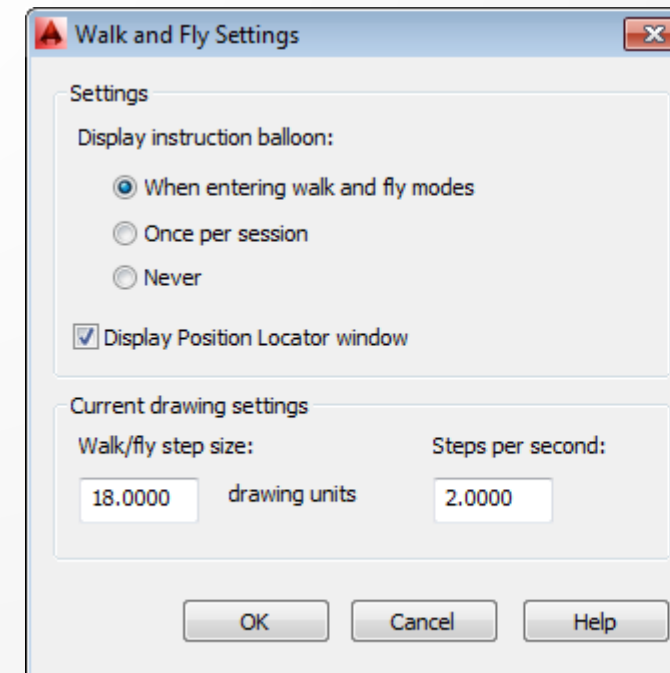 Walk and Fly Settings
Settings
Display instruction balloon:
When entering walk and fly modes
Once per session
Never
Display Position Locator window
Current drawing settings
Walk/fly step size: Steps per second:
18.0000 drawing units 2.0000
OK Cancel Help